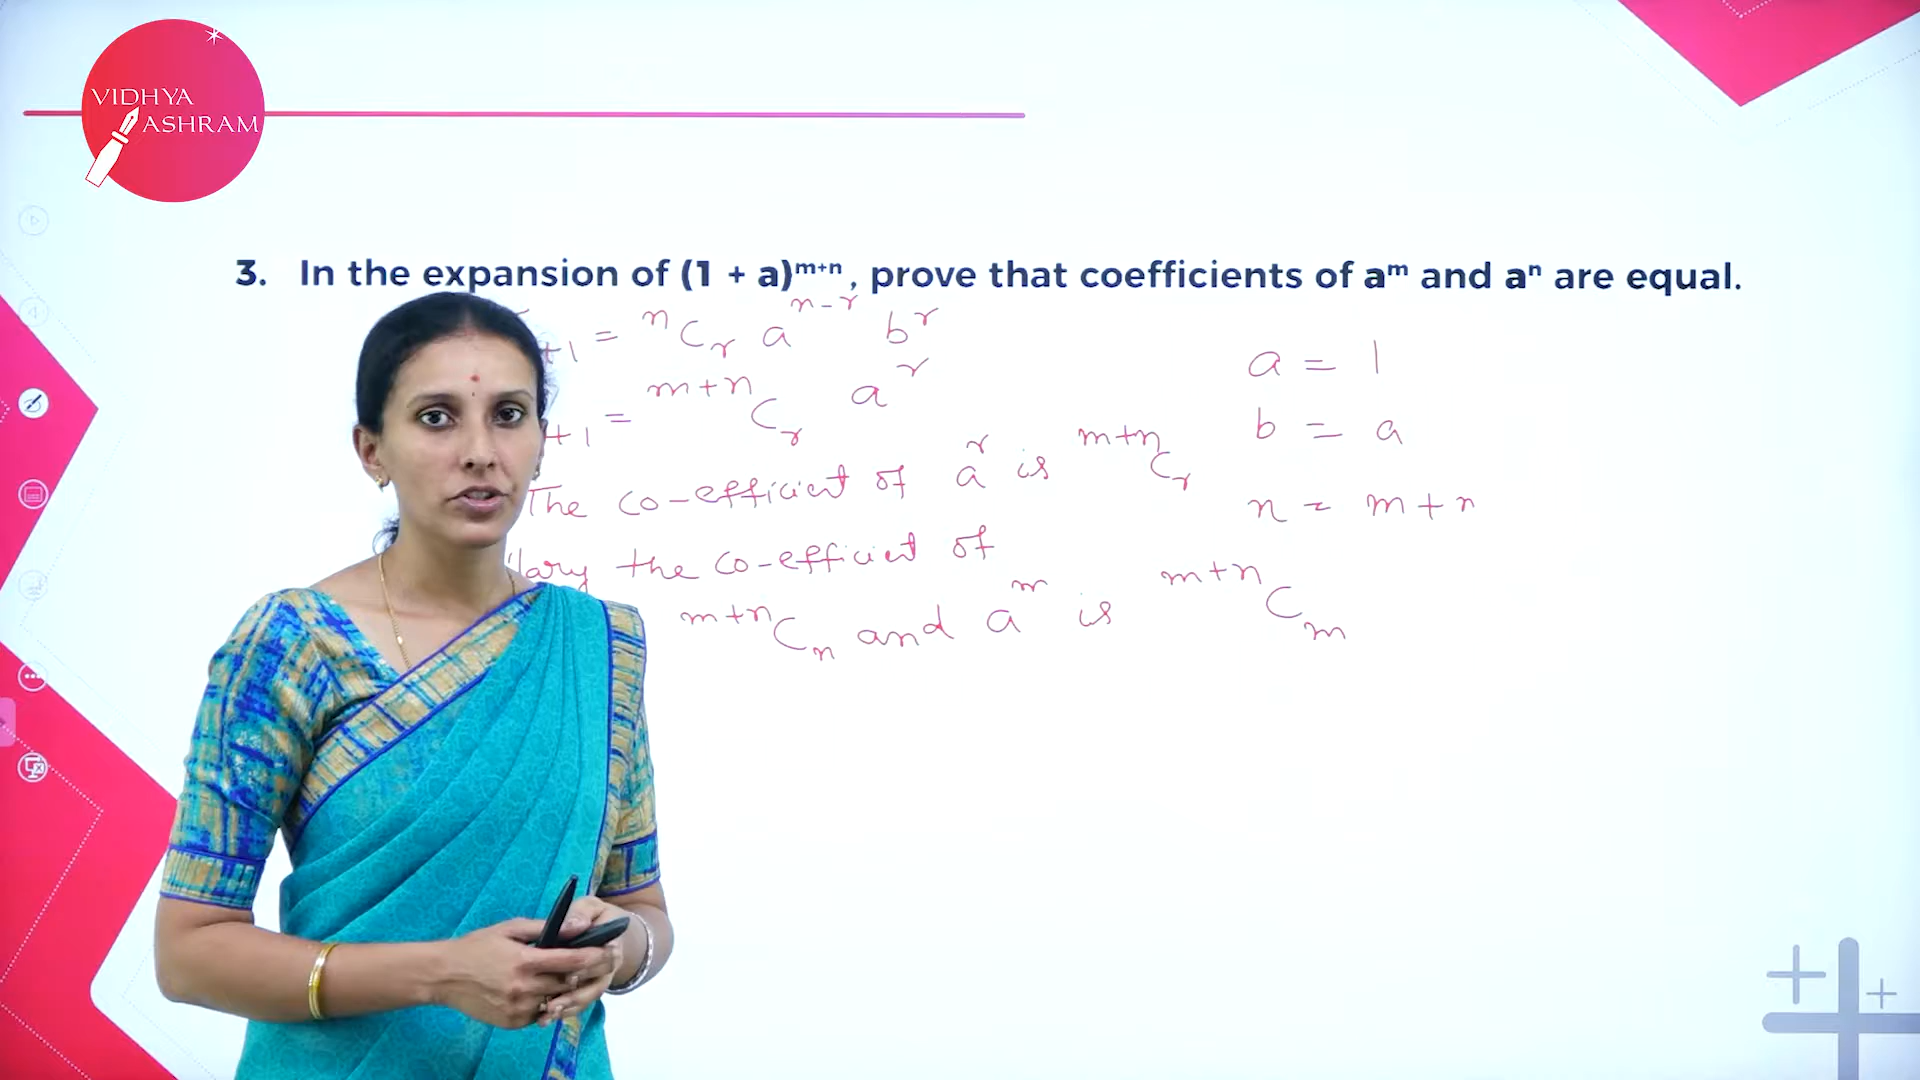 VIDHYA
ASHRAM
3. In the expansion of (1 + a)ᵐ⁺ⁿ, prove that coefficients of aᵐ and aⁿ are equal.
+1 = ⁿCᵣ aⁿ⁻ʳ bʳ
+1 = ᵐ⁺ⁿCᵣ aʳ
The co-efficient of aʳ is ᵐ⁺ⁿCᵣ
the co-efficient of
ᵐ⁺ⁿCₙ and aᵐ is ᵐ⁺ⁿCₘ
a = 1
b = a
n = m+n